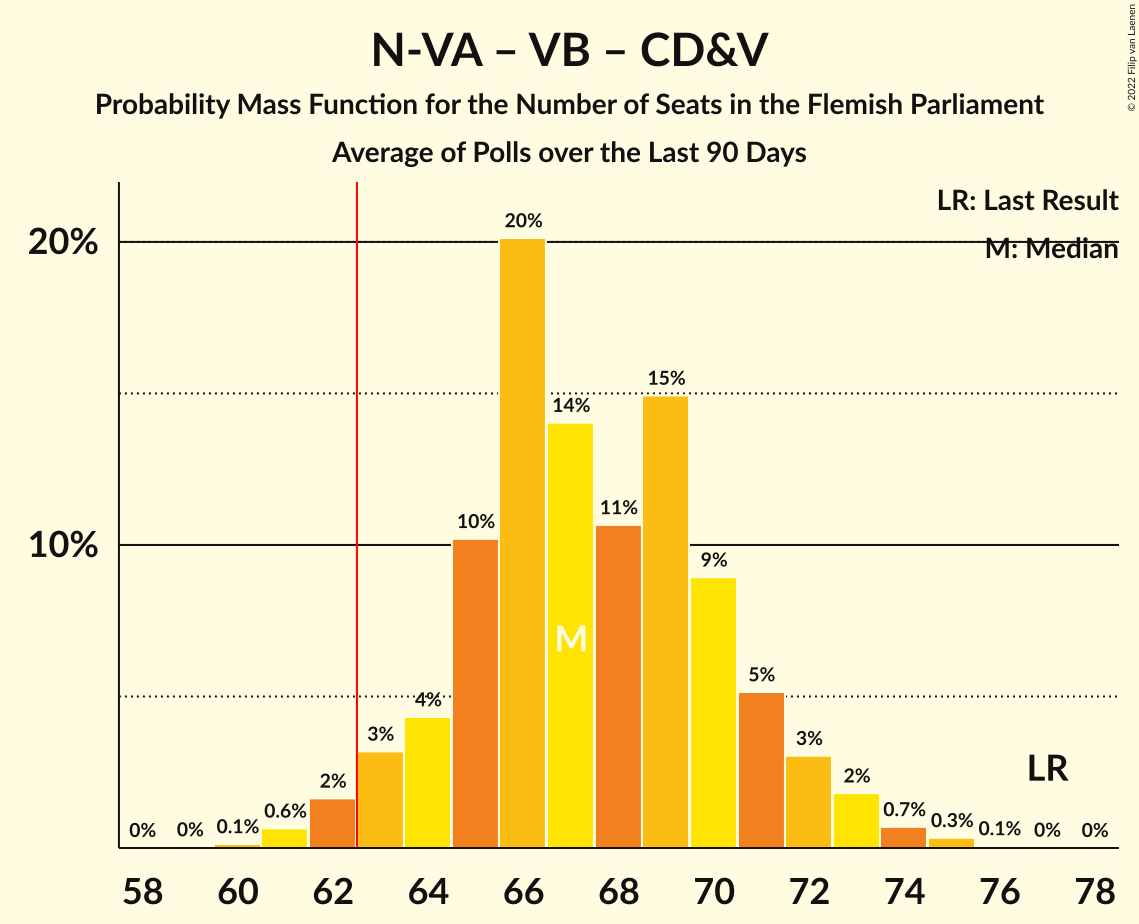 N-VA – VB – CD&V
Probability Mass Function for the Number of Seats in the Flemish Parliament
Average of Polls over the Last 90 Days
© 2022 Filip van Laenen
LR: Last Result
M: Median
20%
10%
0%
0%
0.1%
0.6%
2%
3%
4%
10%
20%
14%
11%
15%
9%
5%
3%
2%
0.7%
0.3%
0.1%
0%
0%
M
LR
58 60 62 64 66 68 70 72 74 76 78